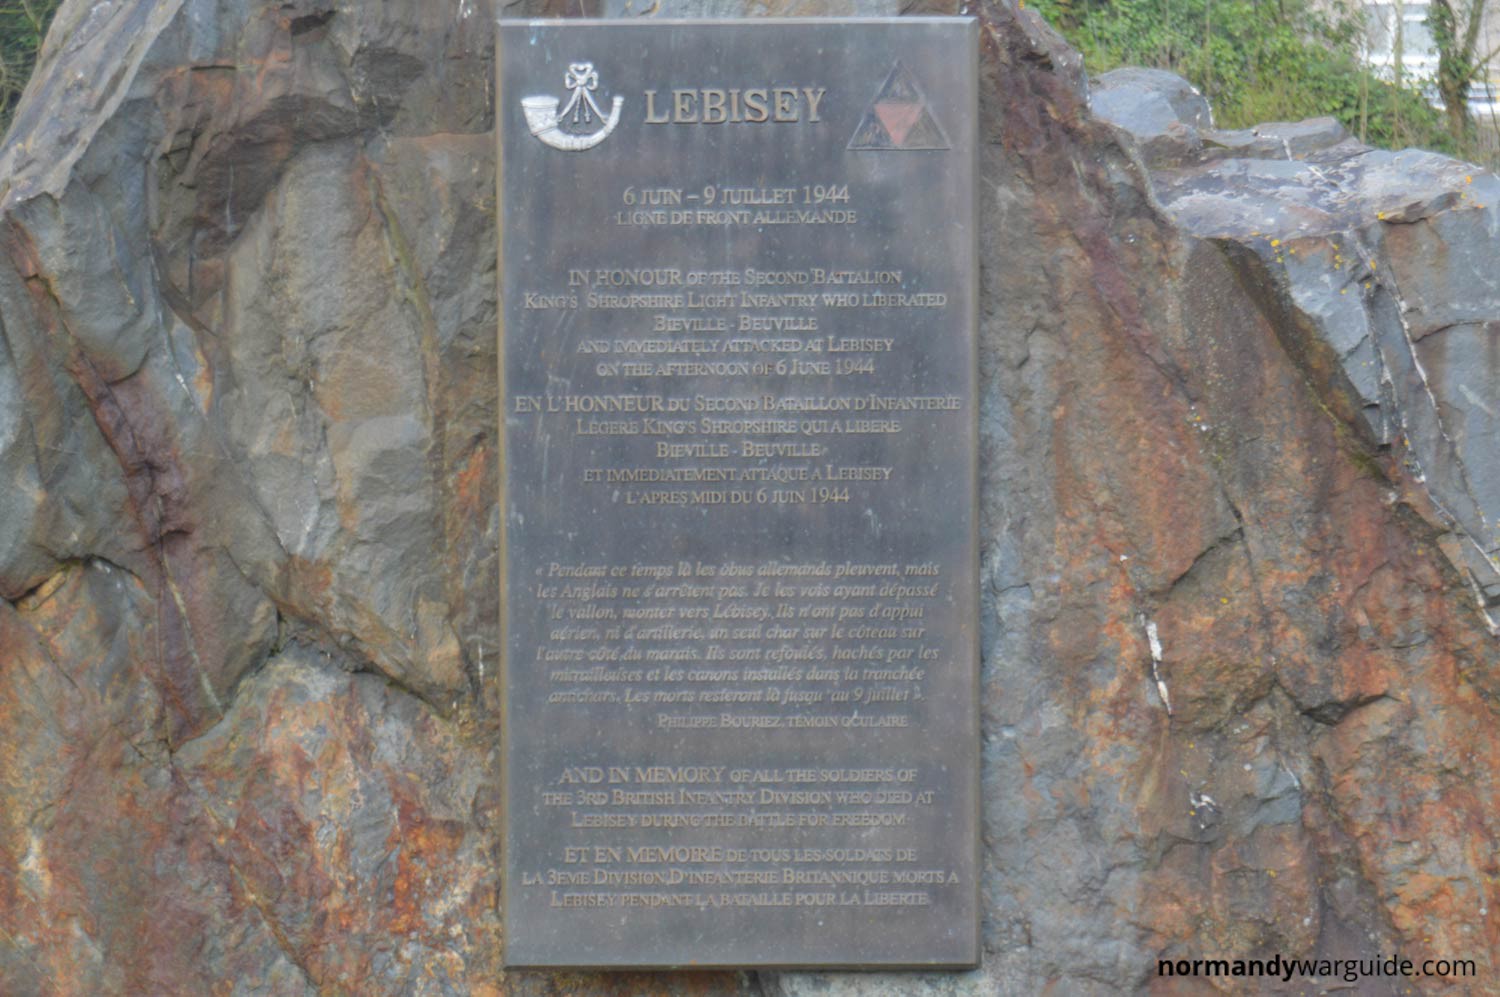 LEBISEY
6 JUIN – 9 JUILLET 1944
LIGNE DE FRONT ALLEMANDE
IN HONOUR OF THE SECOND BATTALION
KING'S SHROPSHIRE LIGHT INFANTRY WHO LIBERATED
BIEVILLE - BEUVILLE
AND IMMEDIATELY ATTACKED AT LEBISEY
ON THE AFTERNOON OF 6 JUNE 1944
EN L'HONNEUR DU SECOND BATAILLON D'INFANTERIE
LEGERE KING'S SHROPSHIRE QUI A LIBERE
BIEVILLE - BEUVILLE
ET IMMEDIATEMENT ATTAQUE A LEBISEY
L'APRES MIDI DU 6 JUIN 1944
« Pendant ce temps là les obus allemands pleuvent, mais
les Anglais ne s'arrêtent pas. Je les vois ayant dépassé
le vallon, monter vers Lébisey. Ils n'ont pas d'appui
aérien, ni d'artillerie, un seul char sur le côteau sur
l'autre côté du marais. Ils sont refoulés, hachés par les
mitrailleuses et les canons installés dans la tranchée
antichars. Les morts resteront là jusqu 'au 9 juillet ».
PHILIPPE BOURIEZ, TÉMOIN OCULAIRE
AND IN MEMORY OF ALL THE SOLDIERS OF
THE 3RD BRITISH INFANTRY DIVISION WHO DIED AT
LEBISEY DURING THE BATTLE FOR FREEDOM
ET EN MEMOIRE DE TOUS LES SOLDATS DE
LA 3EME DIVISION D'INFANTERIE BRITANNIQUE MORTS A
LEBISEY PENDANT LA BATAILLE POUR LA LIBERTE
normandywarguide.com